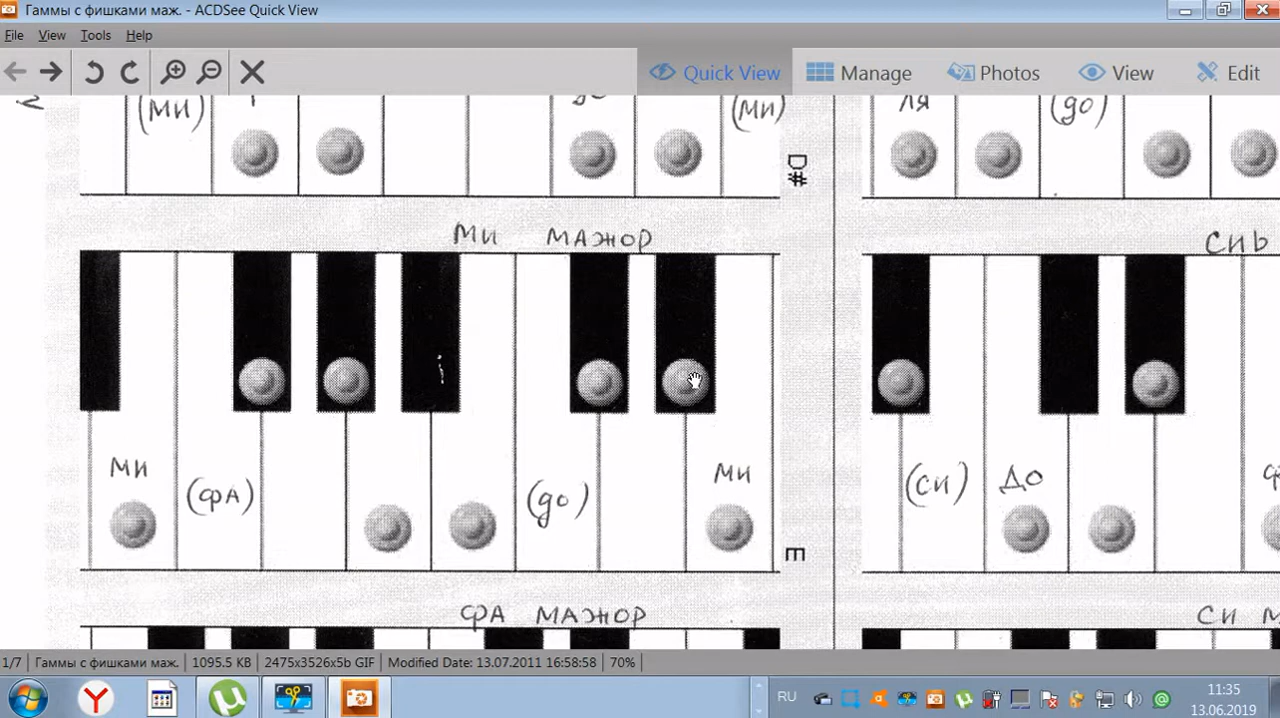 Гаммы с фишками маж. - ACDSee Quick View
File View Tools Help
Quick View Manage Photos View Edit
(ми) (ми) ля (до)
D#
Ми мажор
ми (фа) (до) ми
E
(си) До
фА мАжор
си
1/7 Гаммы с фишками маж. 1095.5 KB 2475x3526x5b GIF Modified Date: 13.07.2011 16:58:58 70%
RU 11:35
13.06.2019